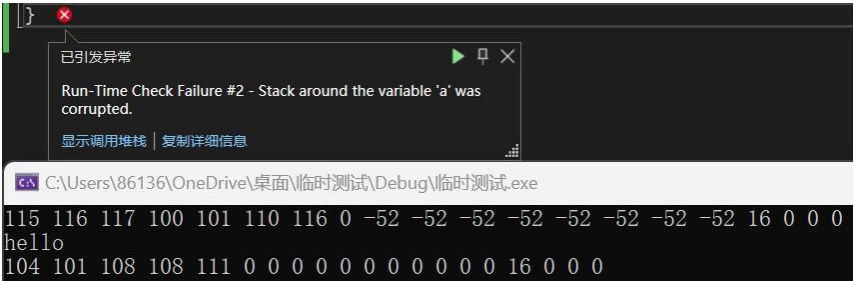 }
已引发异常
Run-Time Check Failure #2 - Stack around the variable 'a' was
corrupted.
显示调用堆栈 | 复制详细信息
C:\Users\86136\OneDrive\桌面\临时测试\Debug\临时测试.exe
115 116 117 100 101 110 116 0 -52 -52 -52 -52 -52 -52 -52 -52 16 0 0 0
hello
104 101 108 108 111 0 0 0 0 0 0 0 0 0 0 0 16 0 0 0